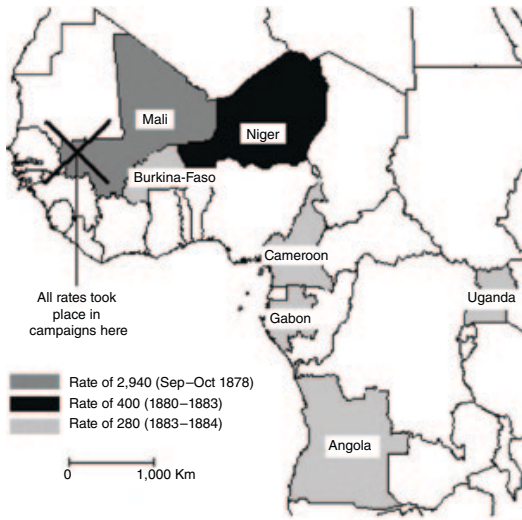 Mali
Niger
Burkina-Faso
Cameroon
All rates took
place in
campaigns here
Gabon
Uganda
Rate of 2,940 (Sep–Oct 1878)
Rate of 400 (1880–1883)
Rate of 280 (1883–1884)
Angola
0 1,000 Km